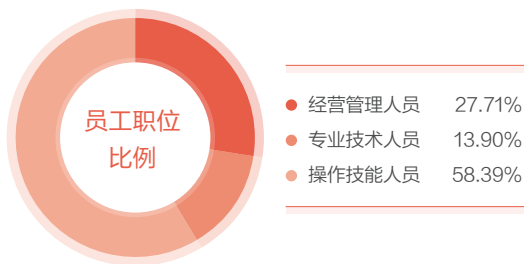 员工职位
比例
经营管理人员 27.71%
专业技术人员 13.90%
操作技能人员 58.39%